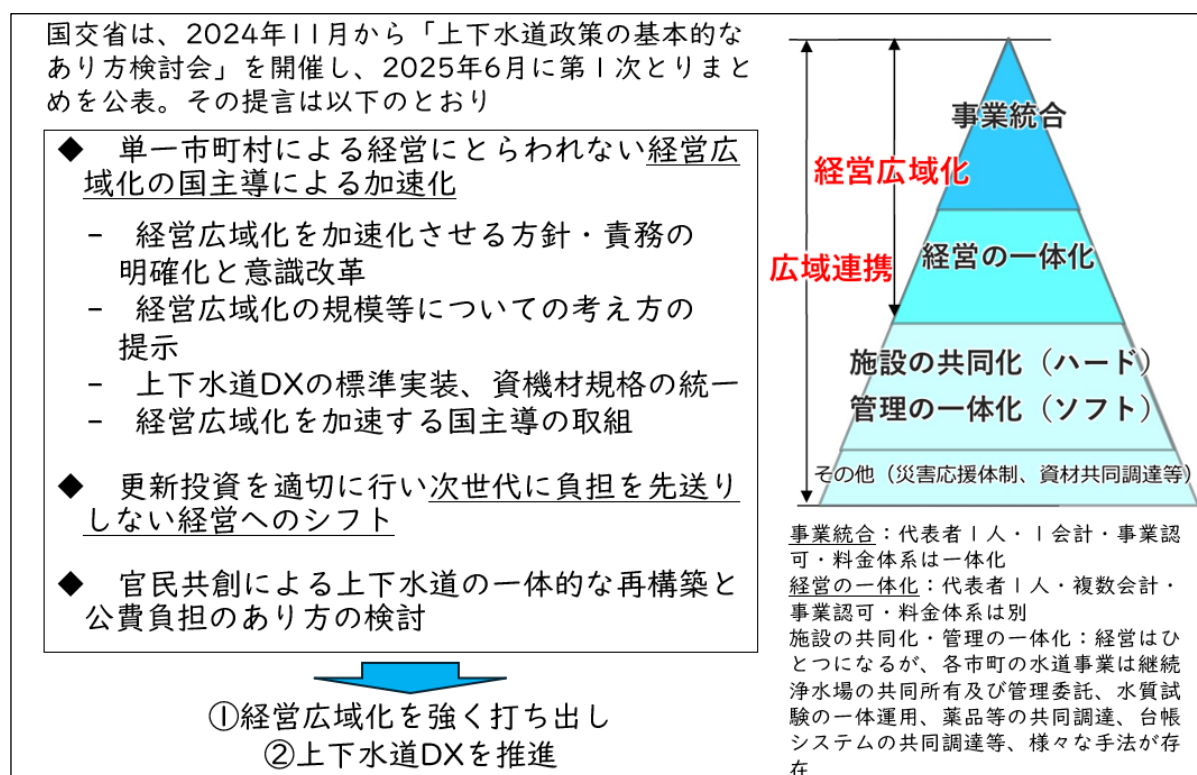 国交省は、2024年11月から「上下水道政策の基本的な
あり方検討会」を開催し、2025年6月に第1次とりまと
めを公表。その提言は以下のとおり
◆ 単一市町村による経営にとらわれない経営広
域化の国主導による加速化
- 経営広域化を加速化させる方針・責務の
明確化と意識改革
- 経営広域化の規模等についての考え方の
提示
- 上下水道DXの標準実装、資機材規格の統一
- 経営広域化を加速する国主導の取組
◆ 更新投資を適切に行い次世代に負担を先送り
しない経営へのシフト
◆ 官民共創による上下水道の一体的な再構築と
公費負担のあり方の検討
①経営広域化を強く打ち出し
②上下水道DXを推進
事業統合
経営広域化
経営の一体化
広域連携
施設の共同化（ハード）
管理の一体化（ソフト）
その他（災害応援体制、資材共同調達等）
事業統合：代表者1人・1会計・事業認
可・料金体系は一体化
経営の一体化：代表者1人・複数会計・
事業認可・料金体系は別
施設の共同化・管理の一体化：経営はひ
とつになるが、各市町の水道事業は継続
浄水場の共同所有及び管理委託、水質試
験の一体運用、薬品等の共同調達、台帳
システムの共同調達等、様々な手法が存
在